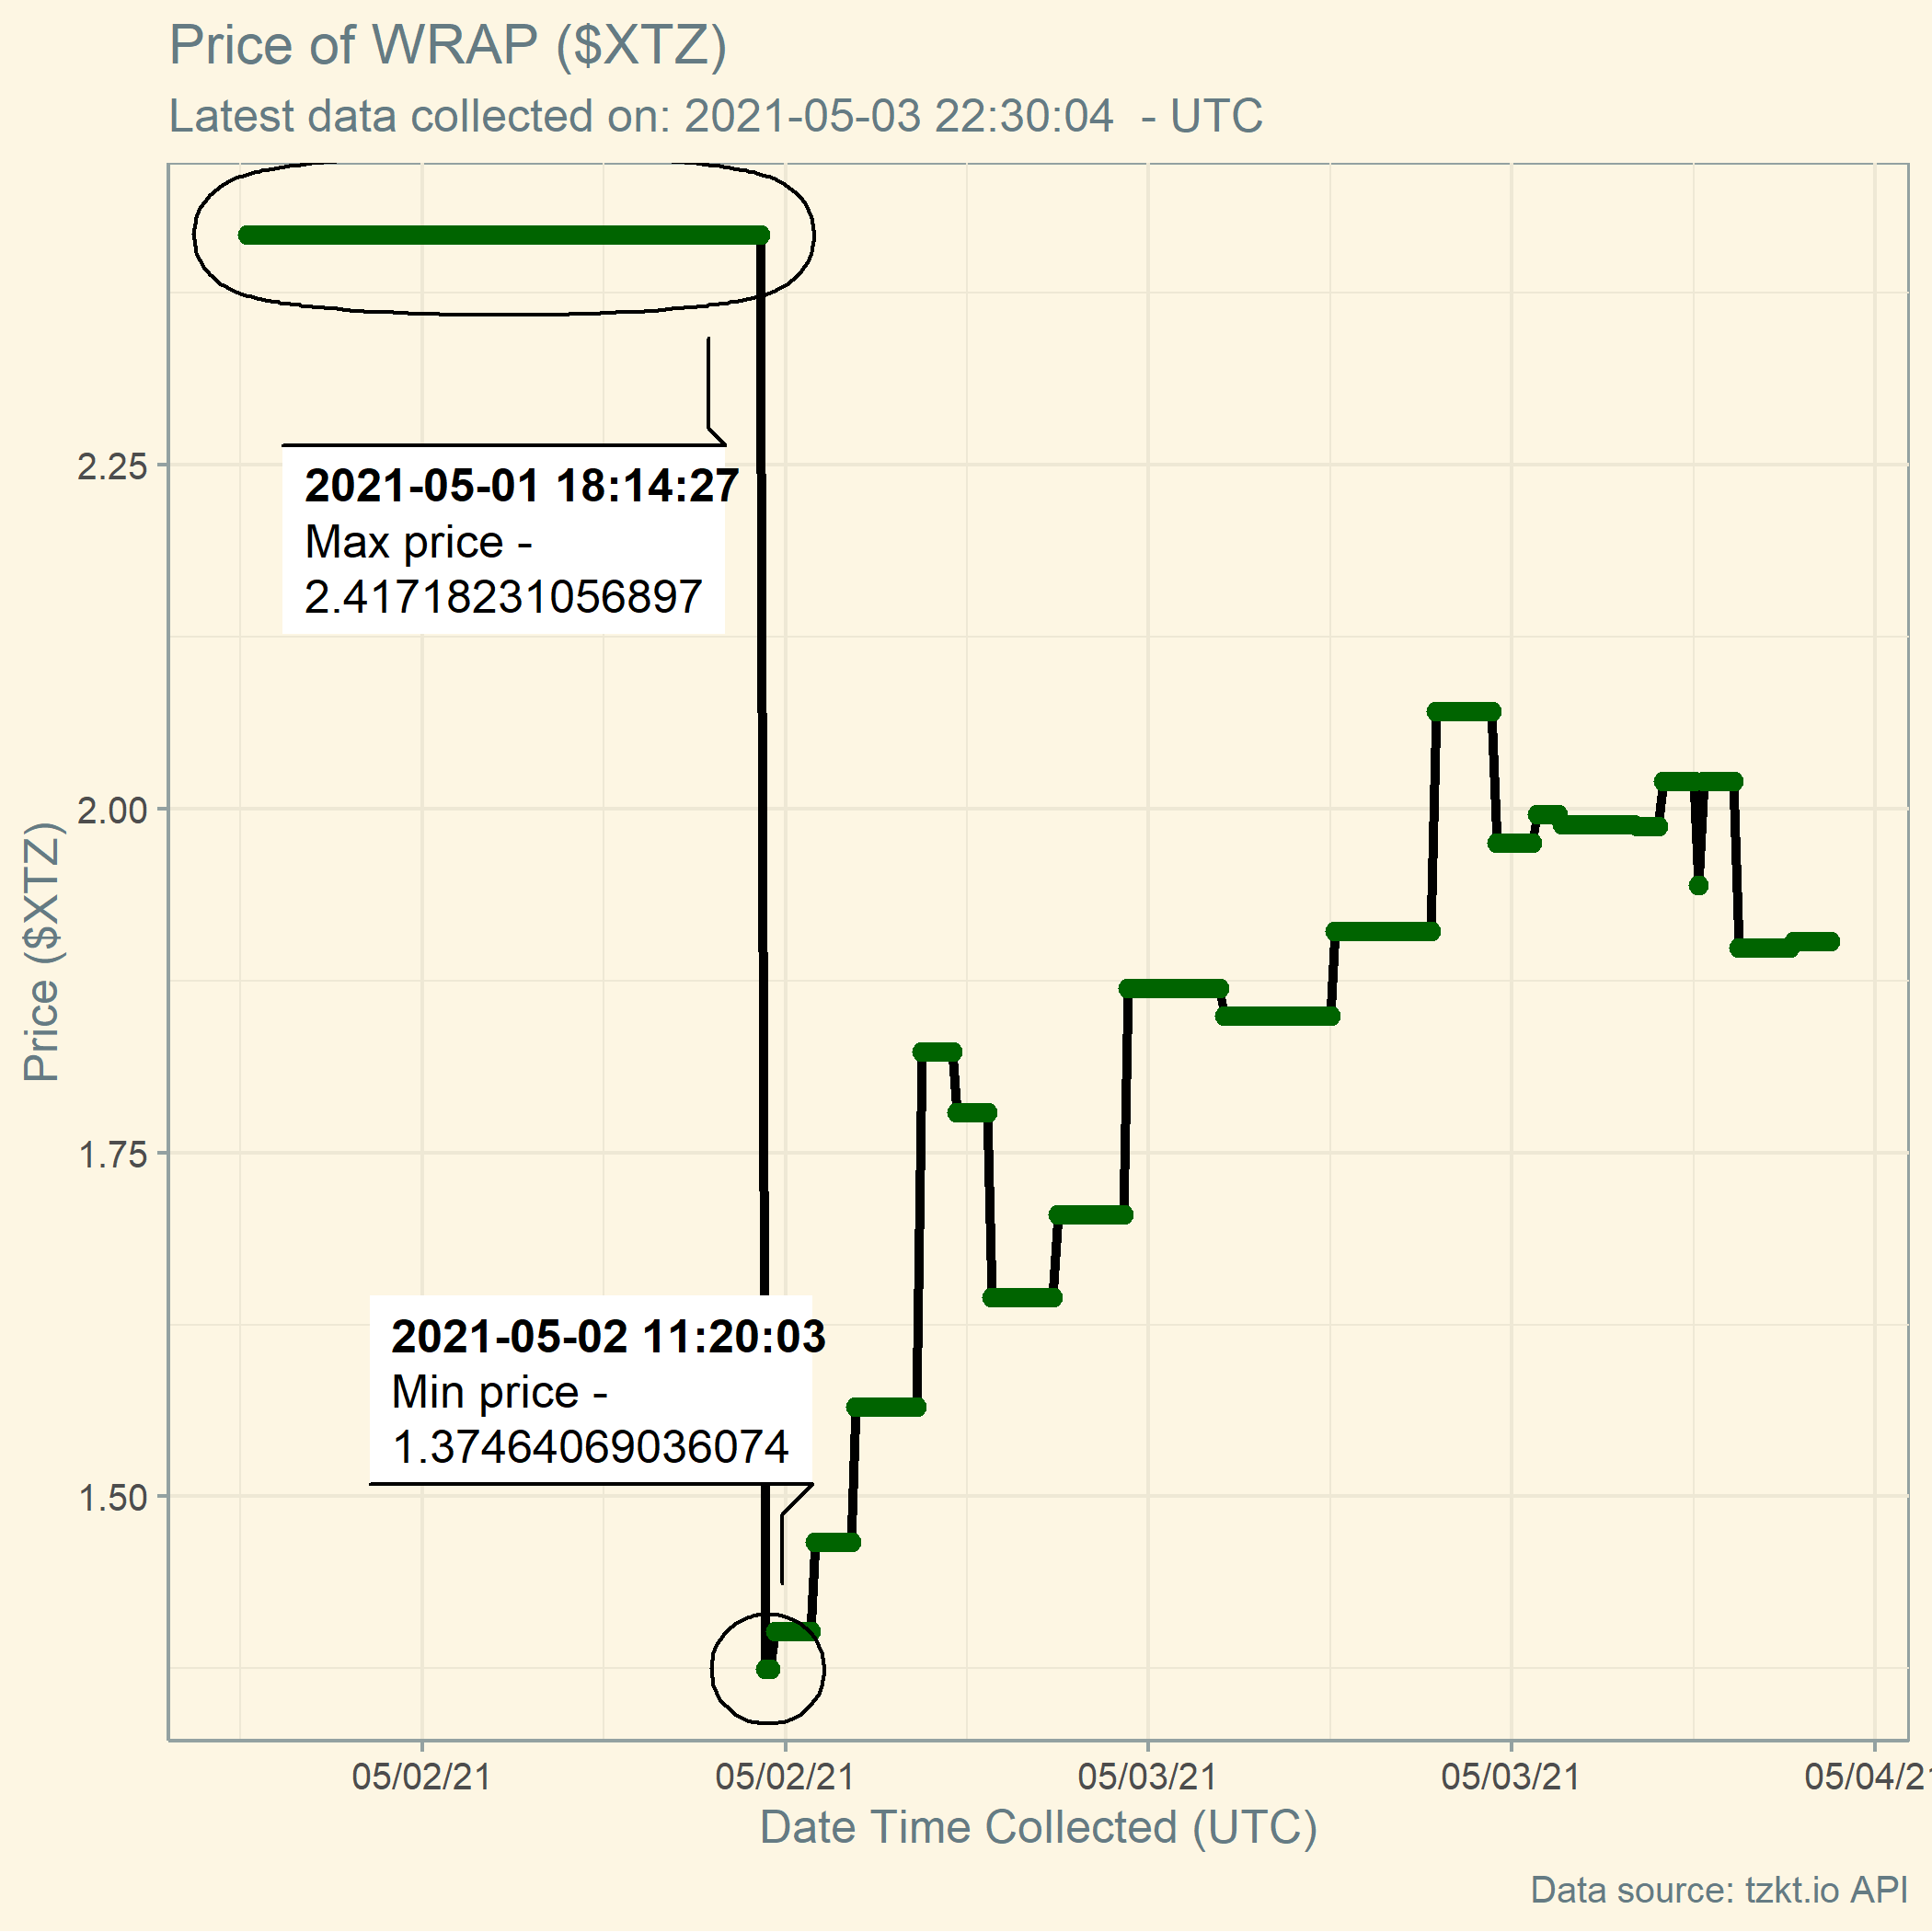 Price of WRAP ($XTZ)
Latest data collected on: 2021-05-03 22:30:04  - UTC
2021-05-01 18:14:27
Max price -
2.41718231056897
2021-05-02 11:20:03
Min price -
1.37464069036074
Price ($XTZ)
2.25
2.00
1.75
1.50
05/02/21
05/02/21
05/03/21
05/03/21
05/04/21
Date Time Collected (UTC)
Data source: tzkt.io API